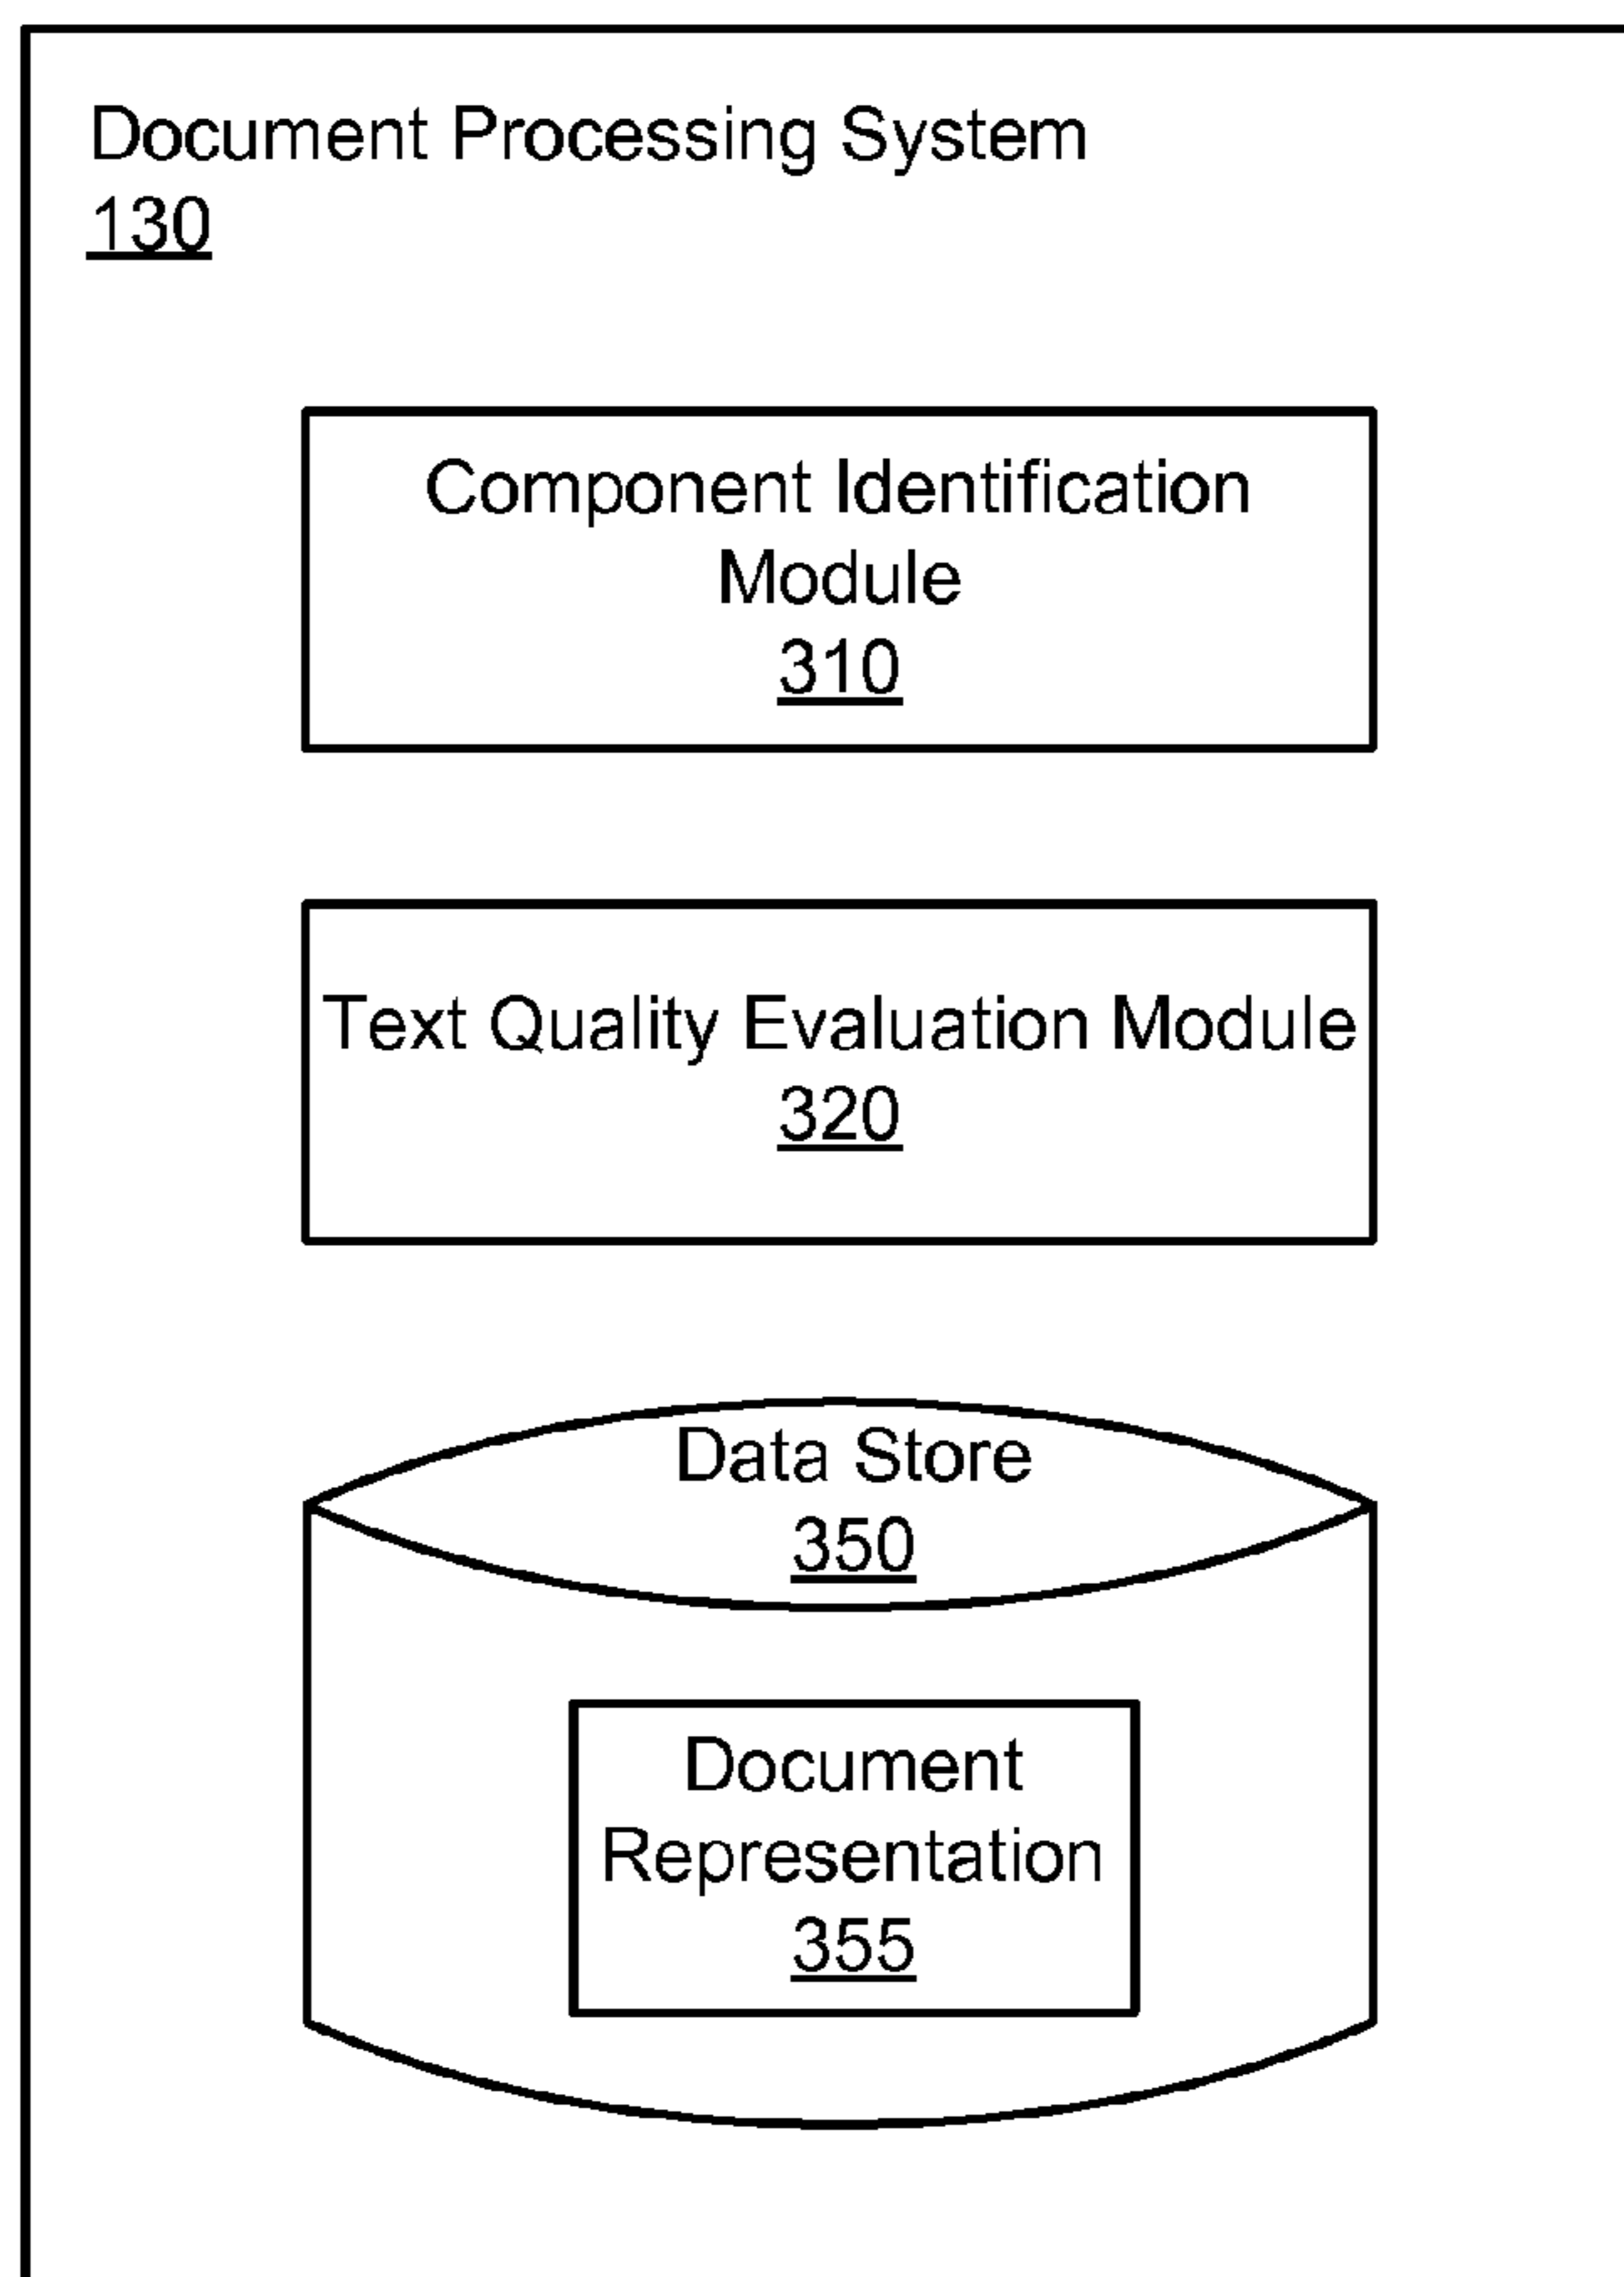 Document Processing System
130
Component Identification
Module
310
Text Quality Evaluation Module
320
Data Store
350
Document
Representation
355